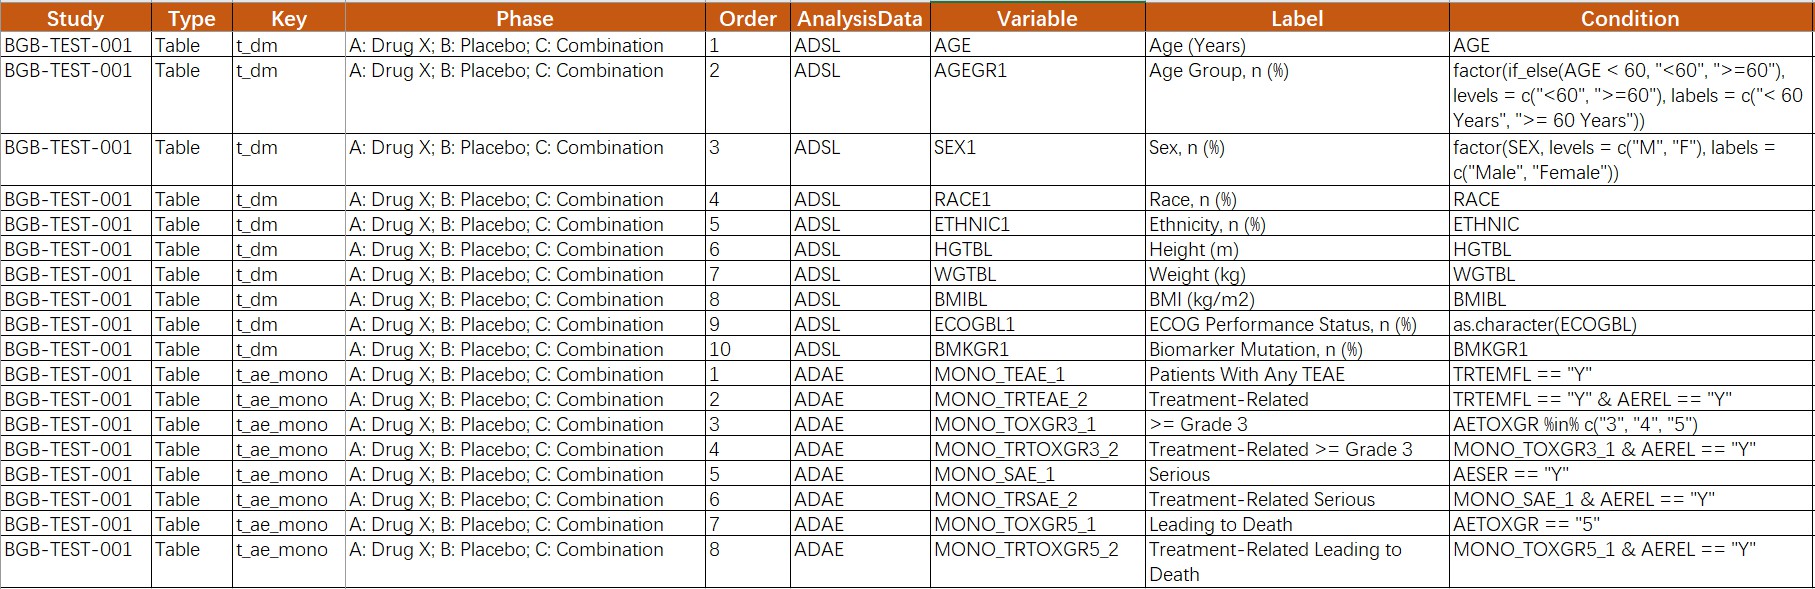 Study Type Key Phase Order AnalysisData Variable Label Condition
BGB-TEST-001 Table t_dm A: Drug X; B: Placebo; C: Combination 1 ADSL AGE Age (Years) AGE
BGB-TEST-001 Table t_dm A: Drug X; B: Placebo; C: Combination 2 ADSL AGEGR1 Age Group, n (%) factor(if_else(AGE < 60, "<60", ">=60"),
levels = c("<60", ">=60"), labels = c("< 60
Years", ">= 60 Years"))
BGB-TEST-001 Table t_dm A: Drug X; B: Placebo; C: Combination 3 ADSL SEX1 Sex, n (%) factor(SEX, levels = c("M", "F"), labels =
c("Male", "Female"))
BGB-TEST-001 Table t_dm A: Drug X; B: Placebo; C: Combination 4 ADSL RACE1 Race, n (%) RACE
BGB-TEST-001 Table t_dm A: Drug X; B: Placebo; C: Combination 5 ADSL ETHNIC1 Ethnicity, n (%) ETHNIC
BGB-TEST-001 Table t_dm A: Drug X; B: Placebo; C: Combination 6 ADSL HGTBL Height (m) HGTBL
BGB-TEST-001 Table t_dm A: Drug X; B: Placebo; C: Combination 7 ADSL WGTBL Weight (kg) WGTBL
BGB-TEST-001 Table t_dm A: Drug X; B: Placebo; C: Combination 8 ADSL BMIBL BMI (kg/m2) BMIBL
BGB-TEST-001 Table t_dm A: Drug X; B: Placebo; C: Combination 9 ADSL ECOGBL1 ECOG Performance Status, n (%) as.character(ECOGBL)
BGB-TEST-001 Table t_dm A: Drug X; B: Placebo; C: Combination 10 ADSL BMKGR1 Biomarker Mutation, n (%) BMKGR1
BGB-TEST-001 Table t_ae_mono A: Drug X; B: Placebo; C: Combination 1 ADAE MONO_TEAE_1 Patients With Any TEAE TRTEMFL == "Y"
BGB-TEST-001 Table t_ae_mono A: Drug X; B: Placebo; C: Combination 2 ADAE MONO_TRTEAE_2 Treatment-Related TRTEMFL == "Y" & AEREL == "Y"
BGB-TEST-001 Table t_ae_mono A: Drug X; B: Placebo; C: Combination 3 ADAE MONO_TOXGR3_1 >= Grade 3 AETOXGR %in% c("3", "4", "5")
BGB-TEST-001 Table t_ae_mono A: Drug X; B: Placebo; C: Combination 4 ADAE MONO_TRTOXGR3_2 Treatment-Related >= Grade 3 MONO_TOXGR3_1 & AEREL == "Y"
BGB-TEST-001 Table t_ae_mono A: Drug X; B: Placebo; C: Combination 5 ADAE MONO_SAE_1 Serious AESER == "Y"
BGB-TEST-001 Table t_ae_mono A: Drug X; B: Placebo; C: Combination 6 ADAE MONO_TRSAE_2 Treatment-Related Serious MONO_SAE_1 & AEREL == "Y"
BGB-TEST-001 Table t_ae_mono A: Drug X; B: Placebo; C: Combination 7 ADAE MONO_TOXGR5_1 Leading to Death AETOXGR == "5"
BGB-TEST-001 Table t_ae_mono A: Drug X; B: Placebo; C: Combination 8 ADAE MONO_TRTOXGR5_2 Treatment-Related Leading to MONO_TOXGR5_1 & AEREL == "Y"
Death